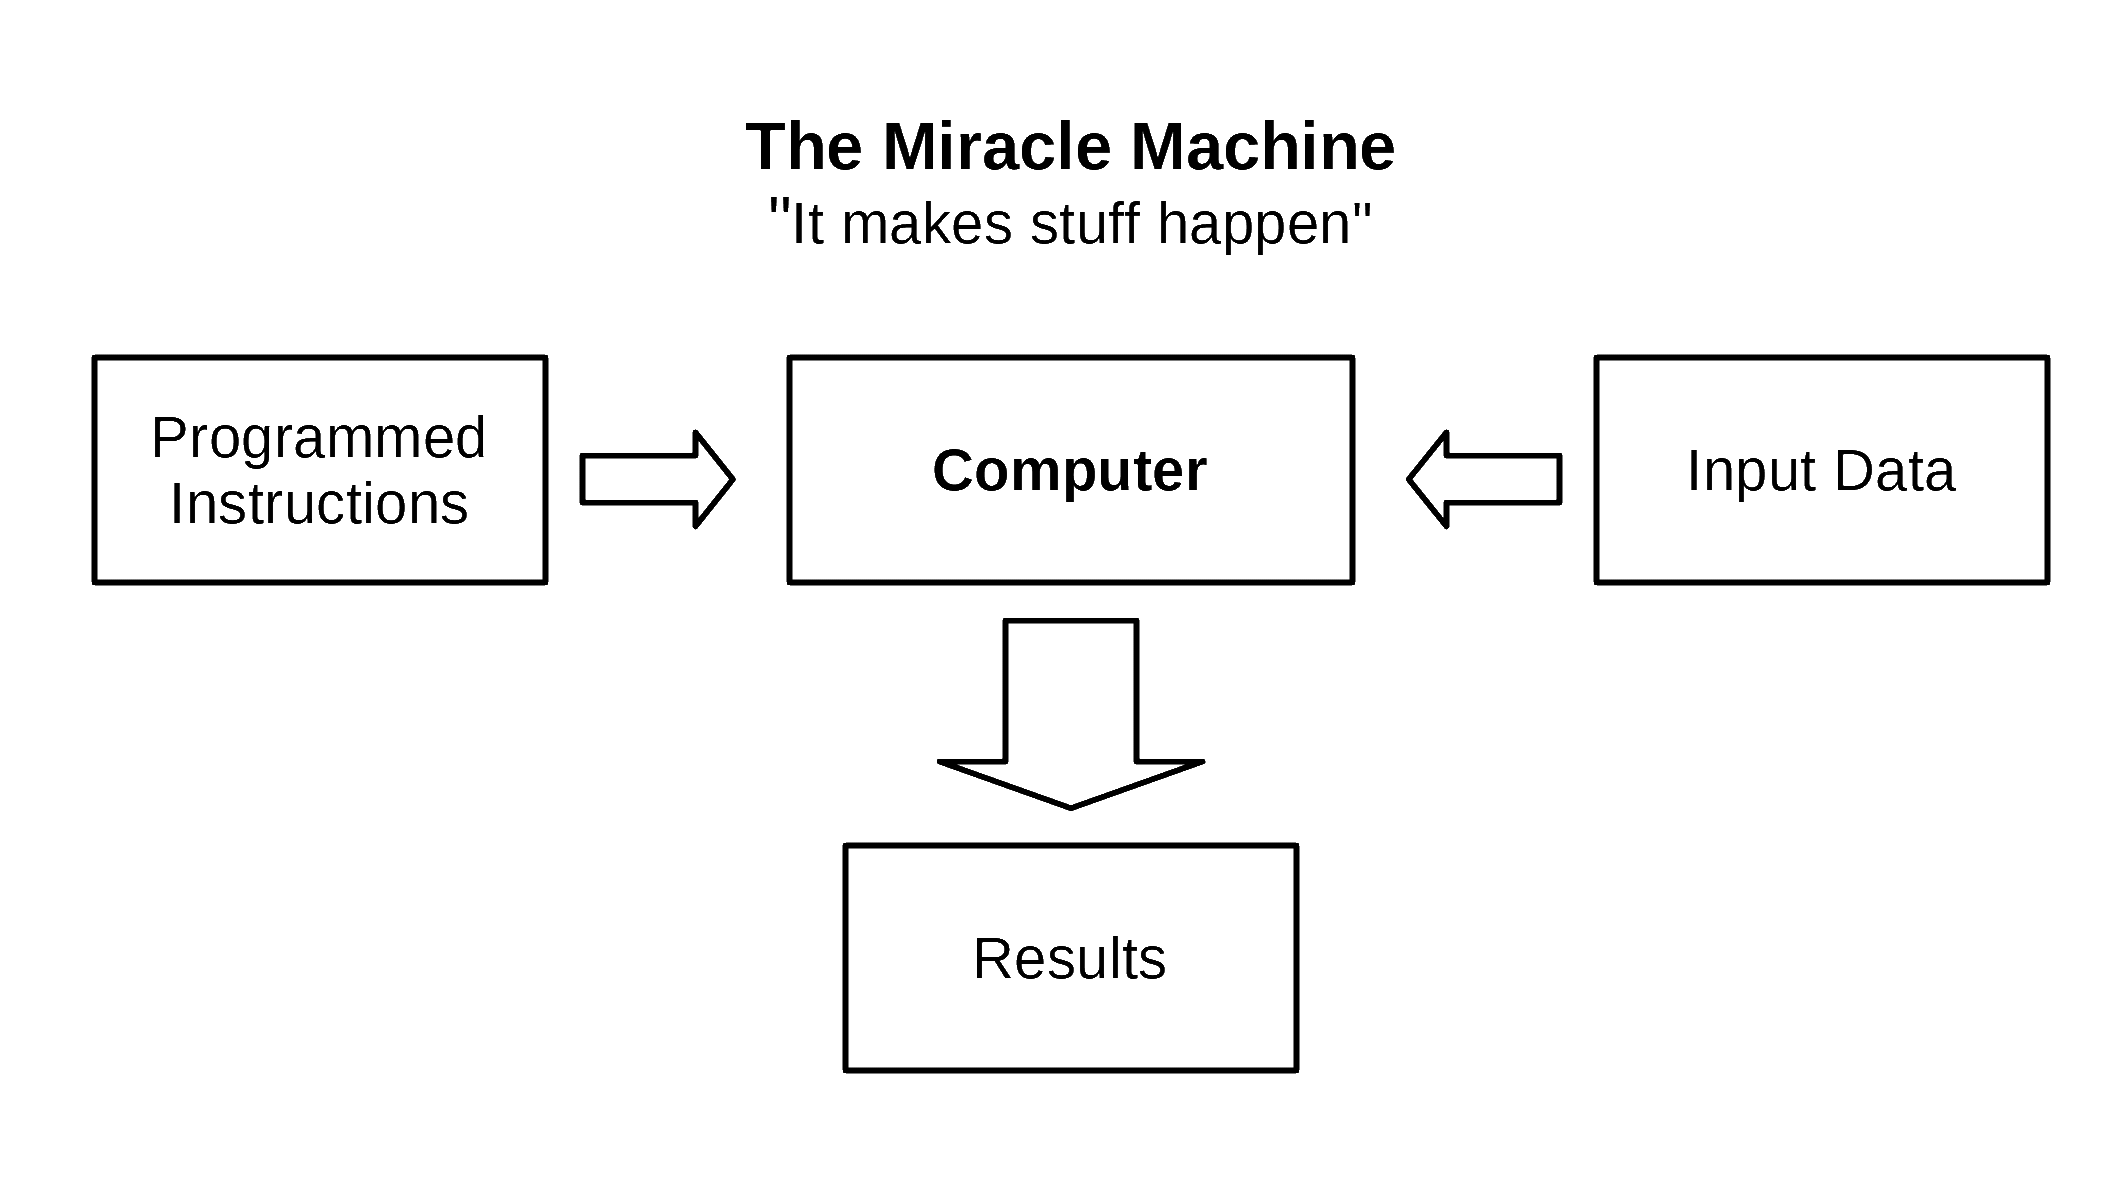 The Miracle Machine
"It makes stuff happen"
Programmed
Instructions
Computer
Input Data
Results